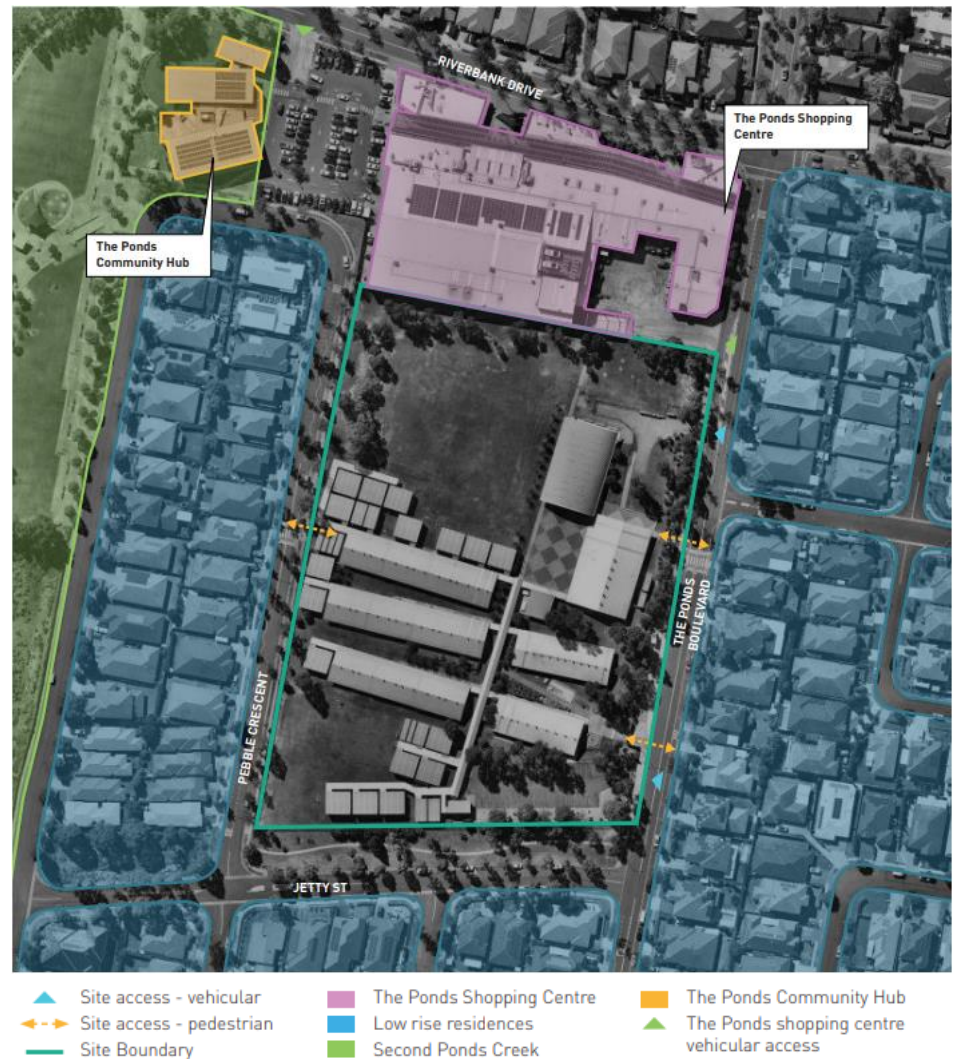 RIVERBANK DRIVE
The Ponds Shopping
Centre
The Ponds
Community Hub
THE PONDS
BOULEVARD
PEBBLE CRESCENT
JETTY ST
Site access - vehicular
Site access - pedestrian
Site Boundary
The Ponds Shopping Centre
Low rise residences
Second Ponds Creek
The Ponds Community Hub
The Ponds shopping centre
vehicular access